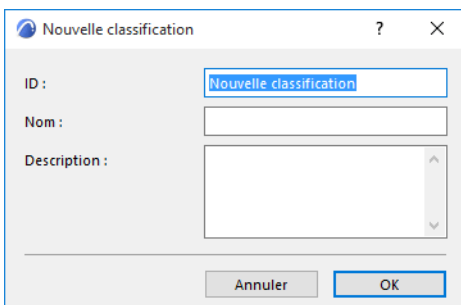 Nouvelle classification
ID :
Nouvelle classification
Nom :
Description :
Annuler
OK